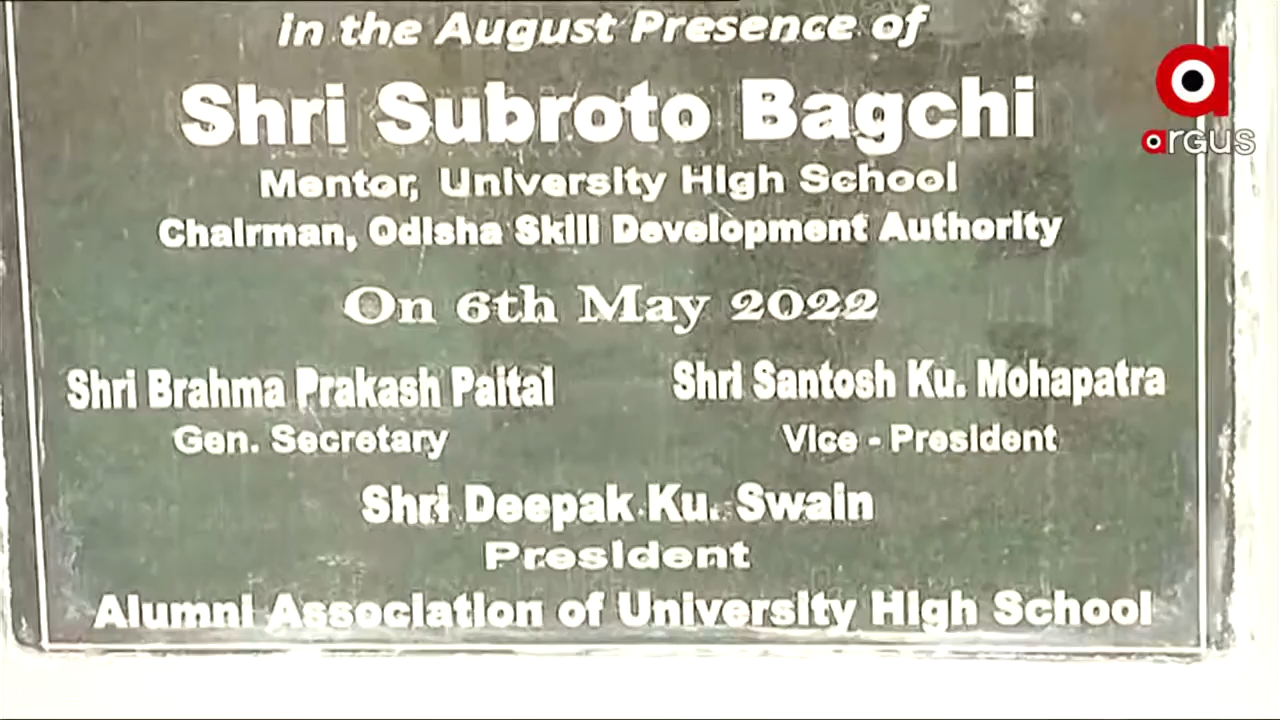 in the August Presence of
Shri Subroto Bagchi
Mentor, University High School
Chairman, Odisha Skill Development Authority
On 6th May 2022
Shri Brahma Prakash Paital
Shri Santosh Ku. Mohapatra
Gen. Secretary
Vice - President
Shri Deepak Ku. Swain
President
Alumni Association of University High School
argus